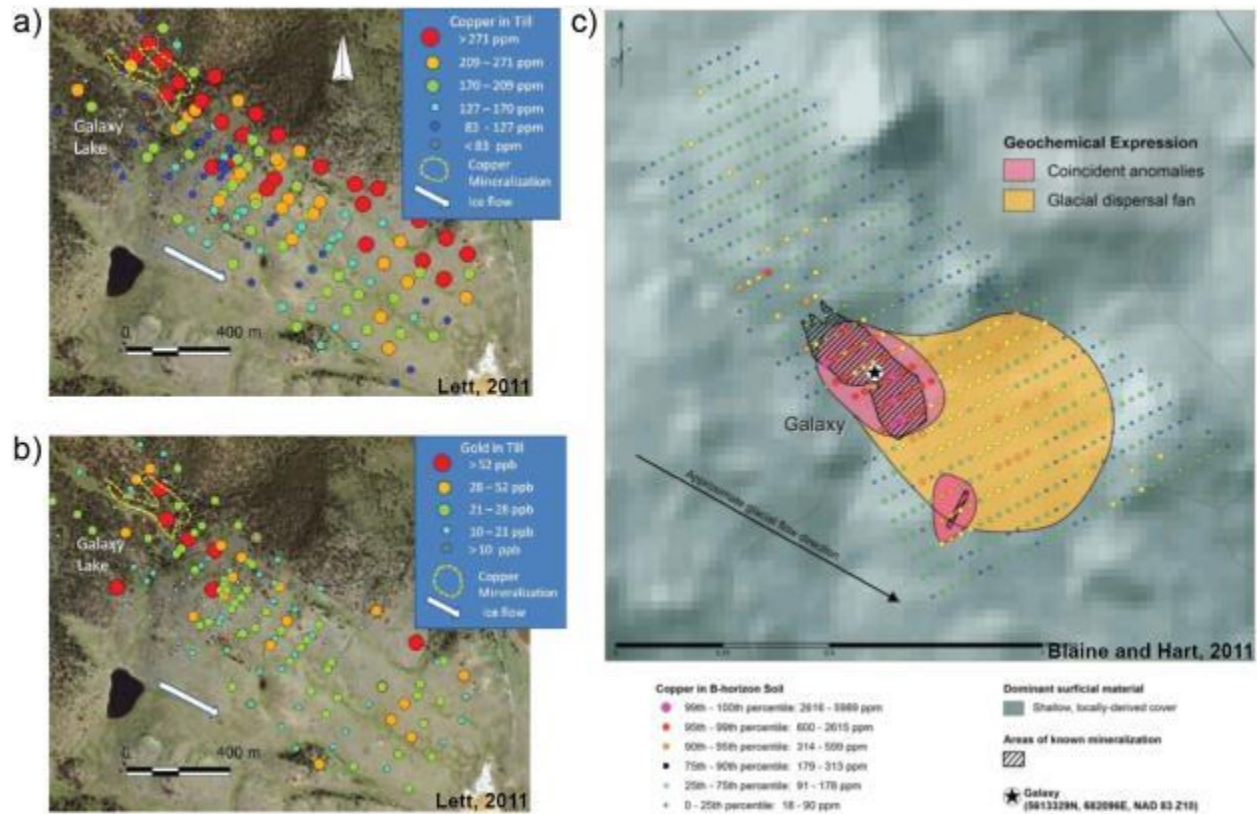 a)
Copper in Till
> 271 ppm
209 – 271 ppm
170 – 209 ppm
127 – 170 ppm
83 - 127 ppm
< 83 ppm
Copper
Mineralization
Ice flow
Galaxy
Lake
0
400 m
Lett, 2011
b)
Gold in Till
> 52 ppb
28 – 52 ppb
21 – 28 ppb
10 – 21 ppb
>10 ppb
Copper
Mineralization
Ice flow
Galaxy
Lake
0
400 m
Lett, 2011
c)
Geochemical Expression
Coincident anomalies
Glacial dispersal fan
Galaxy
Approximate glacial flow direction
Blaine and Hart, 2011
Copper in B-horizon Soil
99th - 100th percentile: 2616 - 5989 ppm
95th - 99th percentile: 600 - 2615 ppm
90th - 95th percentile: 314 - 599 ppm
75th - 90th percentile: 179 - 313 ppm
25th - 75th percentile: 91 - 178 ppm
0 - 25th percentile: 18 - 90 ppm
Dominant surficial material
Shallow, locally-derived cover
Areas of known mineralization
Galaxy
(5613329N, 682096E, NAD 83 Z10)